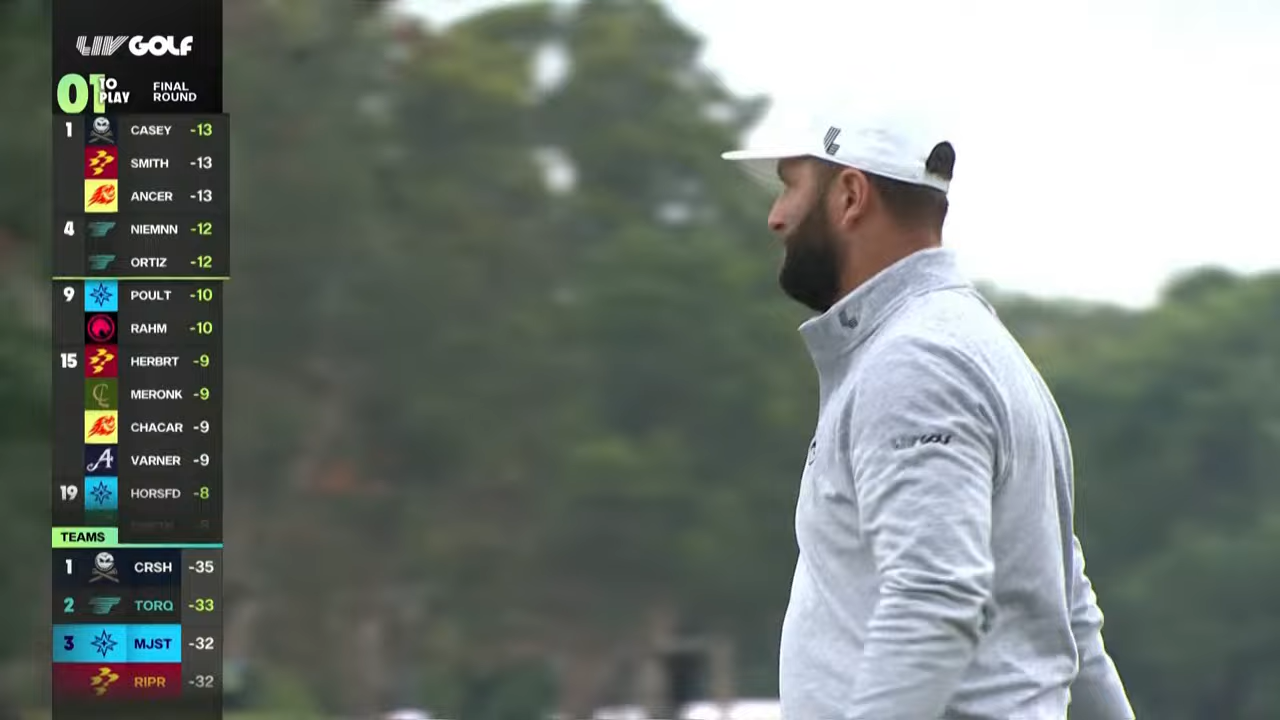 LIV GOLF
01 TO PLAY FINAL ROUND
1 CASEY -13
SMITH -13
ANCER -13
4 NIEMNN -12
ORTIZ -12
9 POULT -10
RAHM -10
15 HERBRT -9
MERONK -9
CHACAR -9
A VARNER -9
19 HORSFD -8
TEAMS
1 CRSH -35
2 TORQ -33
3 MJST -32
RIPR -32
LIV GOLF